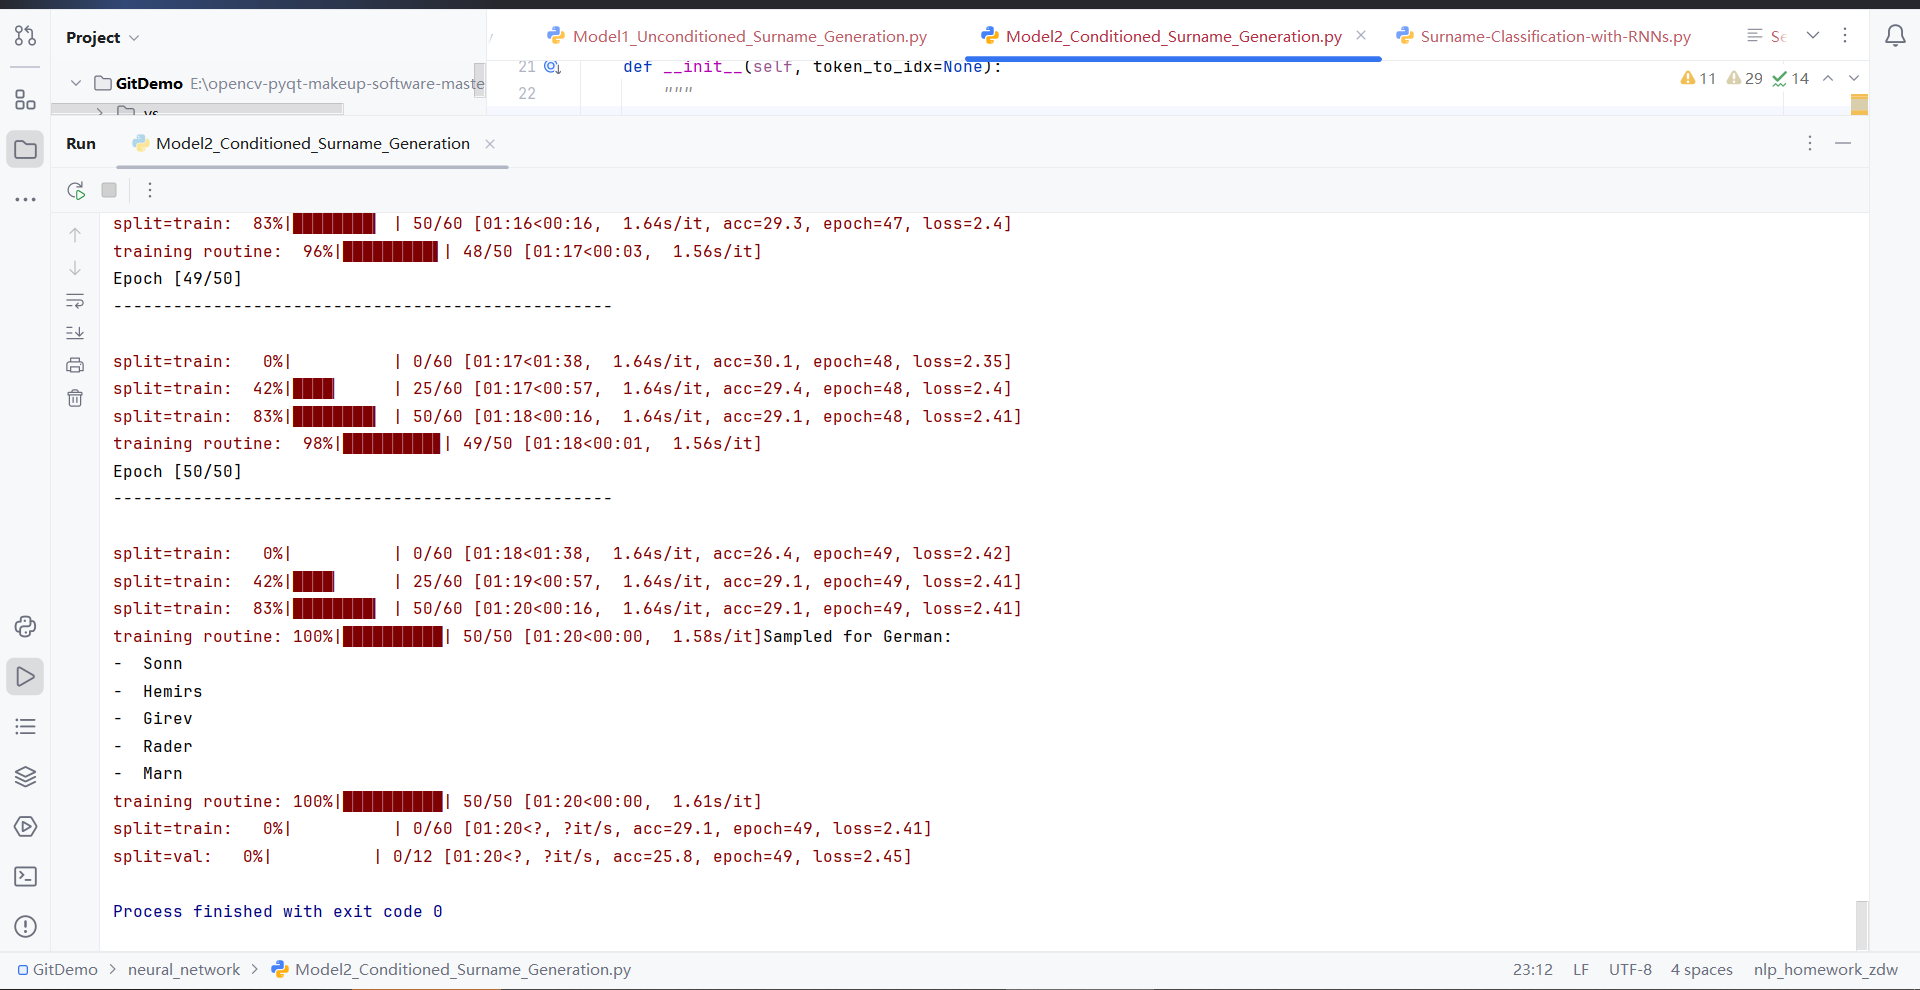 Project
Model1_Unconditioned_Surname_Generation.py
Model2_Conditioned_Surname_Generation.py
Surname-Classification-with-RNNs.py
GitDemo E:\opencv-pyqt-makeup-software-maste
vs
21 def __init__(self, token_to_idx=None):
22 """
11 29 14
Run Model2_Conditioned_Surname_Generation
split=train:  83%|████████▎ | 50/60 [01:16<00:16,  1.64s/it, acc=29.3, epoch=47, loss=2.4]
training routine:  96%|█████████▌| 48/50 [01:17<00:03,  1.56s/it]
Epoch [49/50]
--------------------------------------------------
split=train:   0%|          | 0/60 [01:17<01:38,  1.64s/it, acc=30.1, epoch=48, loss=2.35]
split=train:  42%|████▏     | 25/60 [01:17<00:57,  1.64s/it, acc=29.4, epoch=48, loss=2.4]
split=train:  83%|████████▎ | 50/60 [01:18<00:16,  1.64s/it, acc=29.1, epoch=48, loss=2.41]
training routine:  98%|█████████▊| 49/50 [01:18<00:01,  1.56s/it]
Epoch [50/50]
--------------------------------------------------
split=train:   0%|          | 0/60 [01:18<01:38,  1.64s/it, acc=26.4, epoch=49, loss=2.42]
split=train:  42%|████▏     | 25/60 [01:19<00:57,  1.64s/it, acc=29.1, epoch=49, loss=2.41]
split=train:  83%|████████▎ | 50/60 [01:20<00:16,  1.64s/it, acc=29.1, epoch=49, loss=2.41]
training routine: 100%|██████████| 50/50 [01:20<00:00,  1.58s/it]Sampled for German:
-  Sonn
-  Hemirs
-  Girev
-  Rader
-  Marn
training routine: 100%|██████████| 50/50 [01:20<00:00,  1.61s/it]
split=train:   0%|          | 0/60 [01:20<?, ?it/s, acc=29.1, epoch=49, loss=2.41]
split=val:   0%|          | 0/12 [01:20<?, ?it/s, acc=25.8, epoch=49, loss=2.45]
Process finished with exit code 0
GitDemo > neural_network > Model2_Conditioned_Surname_Generation.py
23:12 LF UTF-8 4 spaces nlp_homework_zdw